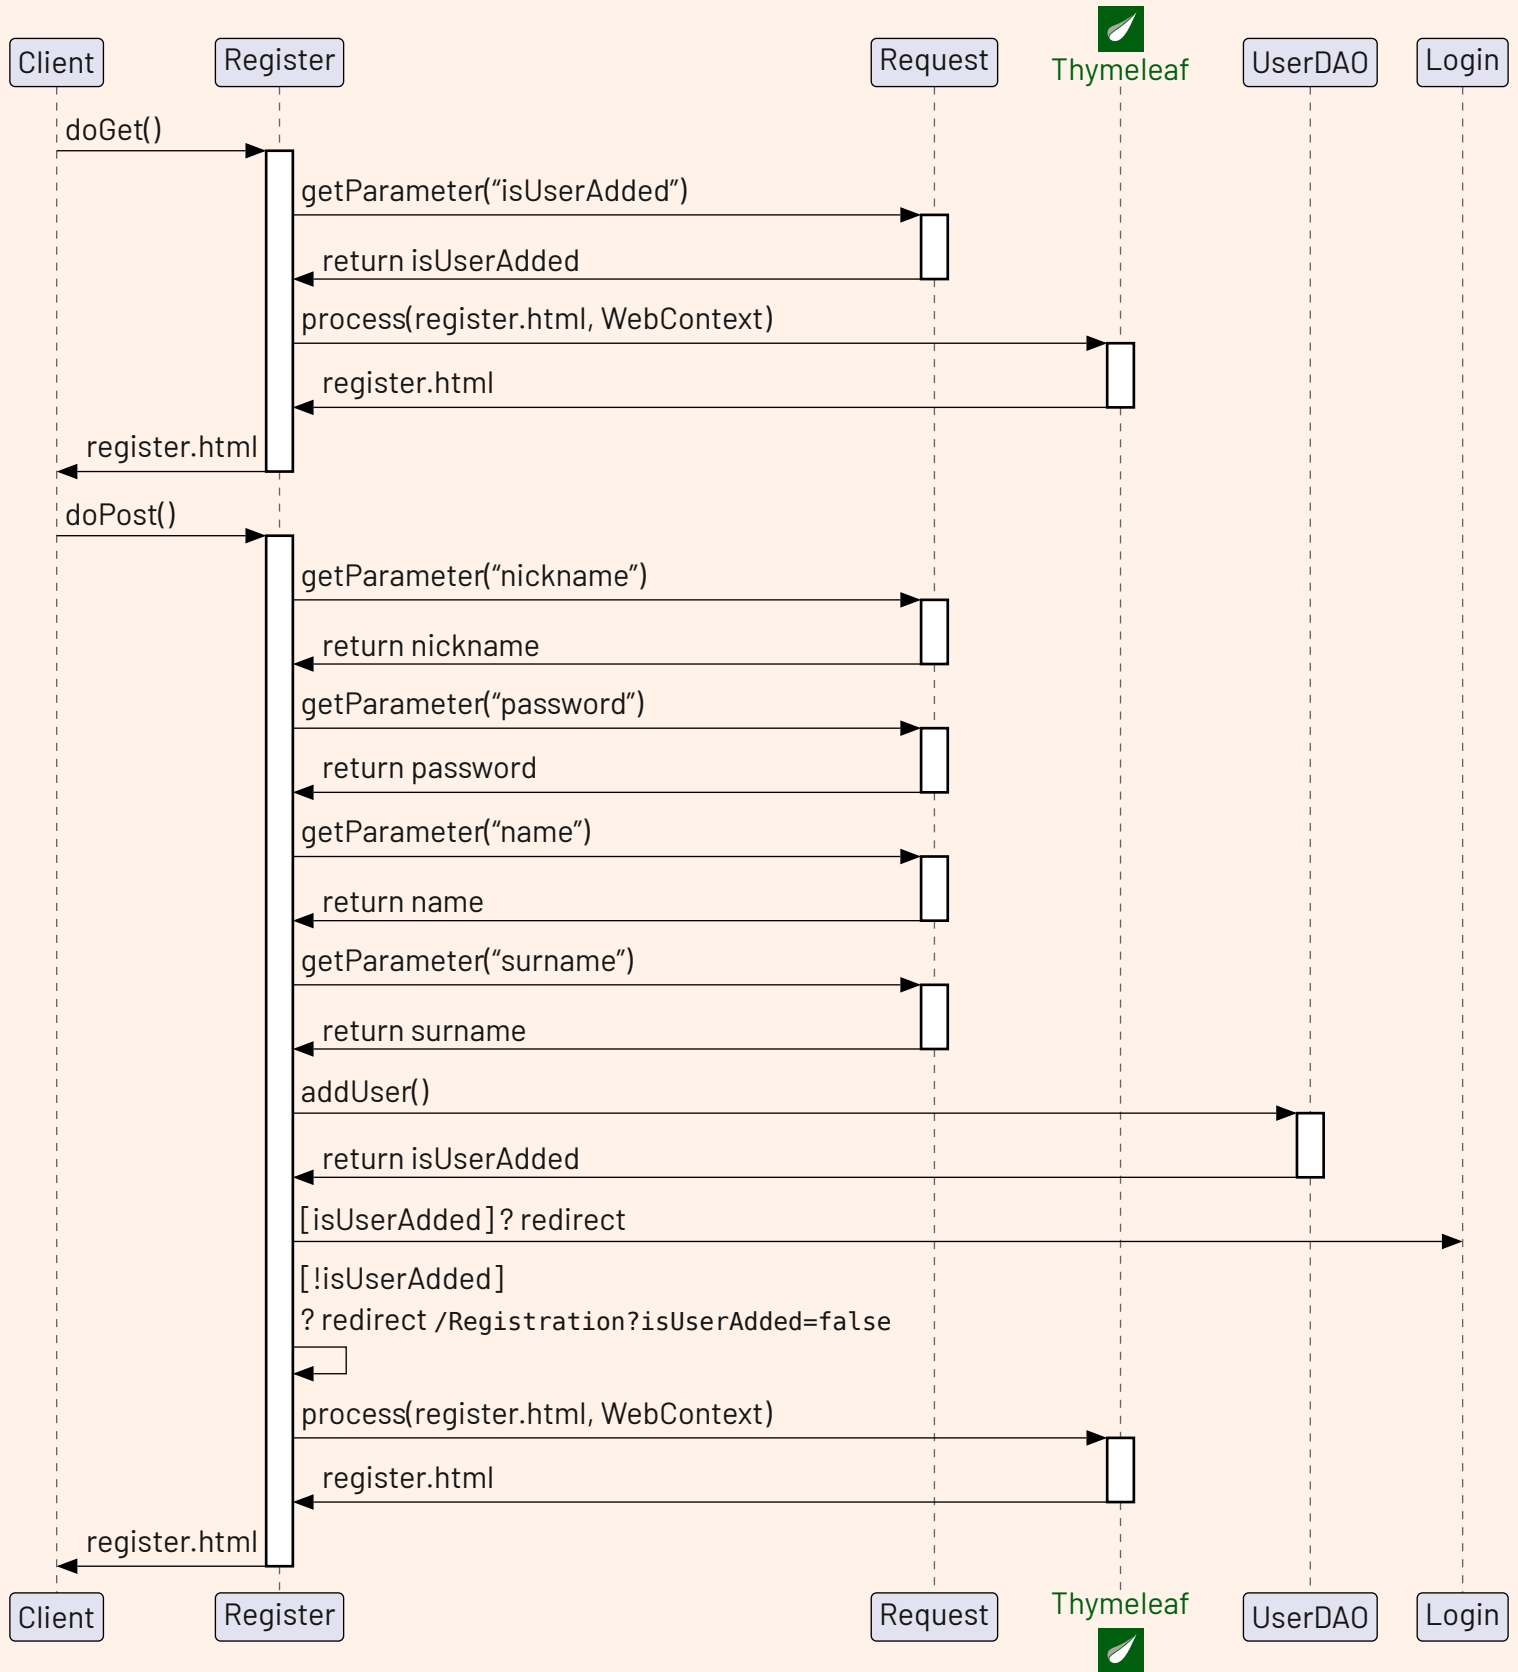 Client
Register
Request
Thymeleaf
UserDAO
Login
doGet()
getParameter(“isUserAdded”)
return isUserAdded
process(register.html, WebContext)
register.html
register.html
doPost()
getParameter(“nickname”)
return nickname
getParameter(“password”)
return password
getParameter(“name”)
return name
getParameter(“surname”)
return surname
addUser()
return isUserAdded
[isUserAdded]? redirect
[!isUserAdded]
? redirect /Registration?isUserAdded=false
process(register.html, WebContext)
register.html
register.html
Client
Register
Request
Thymeleaf
UserDAO
Login